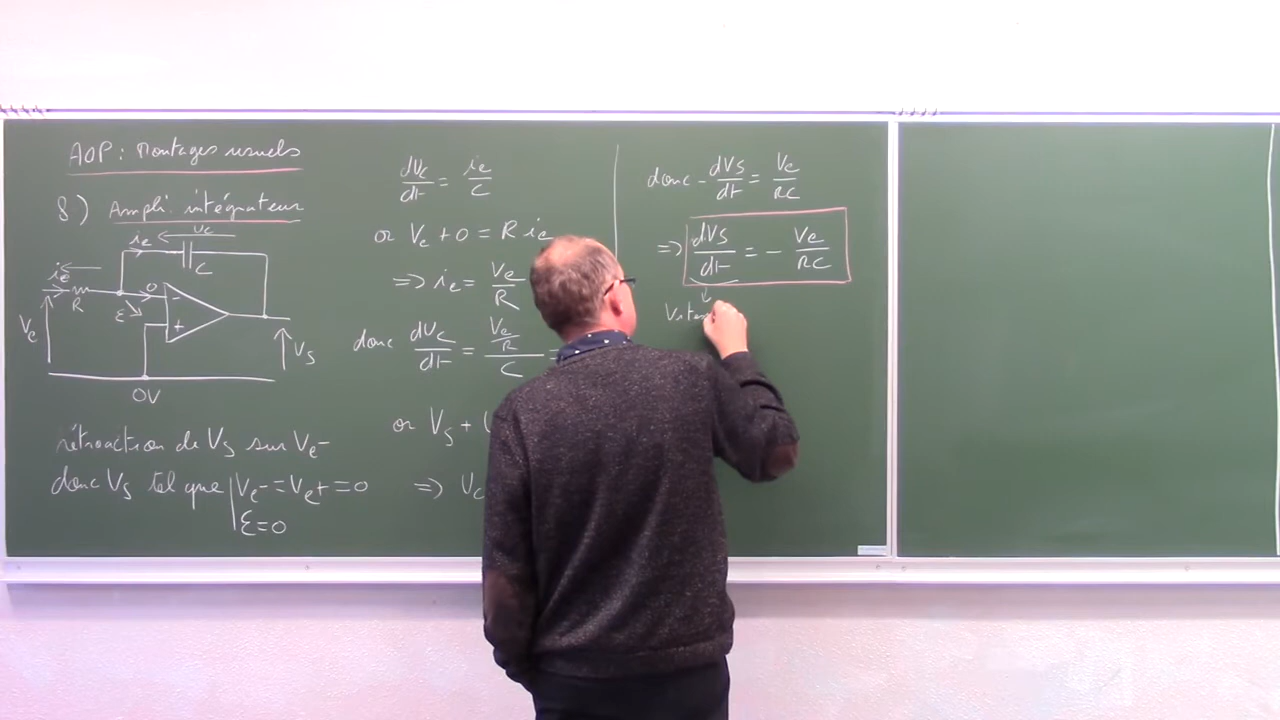 AOP : Montages usuels
8) Ampli. intégrateur
uc
ie
C
ie
R
0
ε
-
+
Ve
Vs
0V
rétroaction de Vs sur Ve-
donc Vs tel que | Ve- = Ve+ = 0
ε = 0
dUc/dt = ie/C
or Ve + 0 = R ie
=> ie = Ve/R
donc dUc/dt = (Ve/R)/C =
or Vs + U
=> Uc
donc - dVs/dt = Ve/RC
=> dVs/dt = - Ve/RC